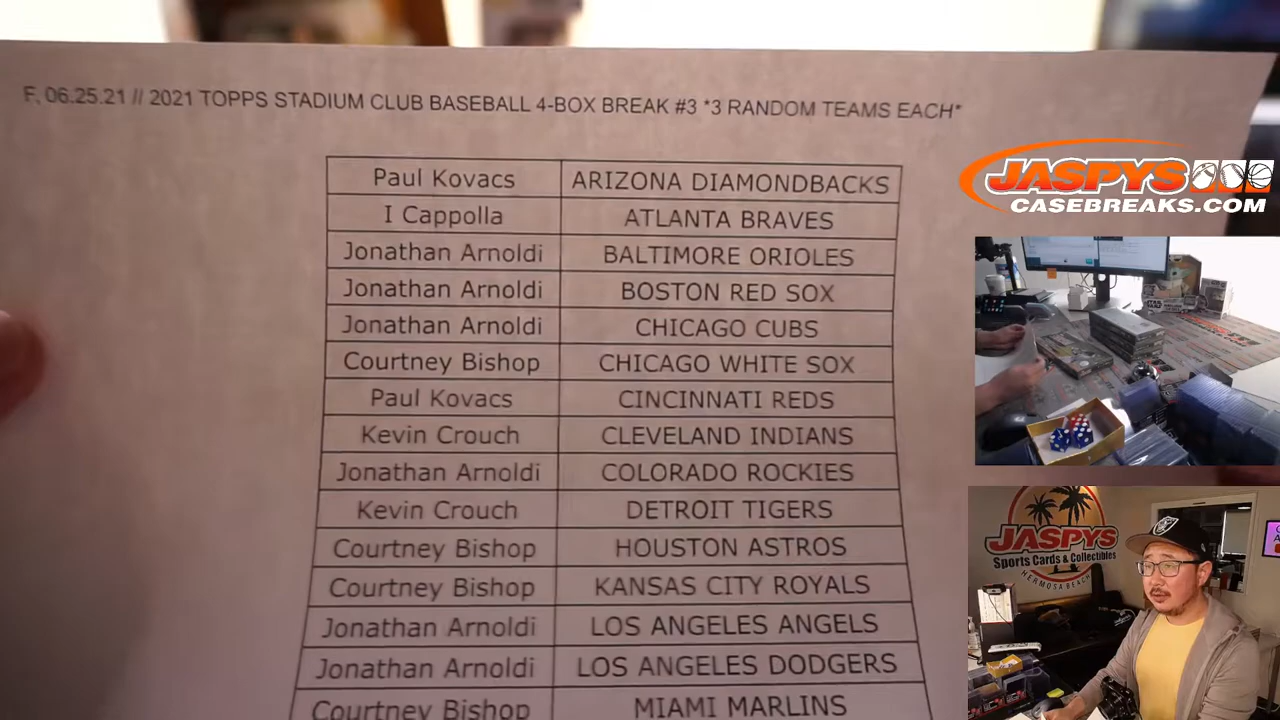 F, 06.25.21 // 2021 TOPPS STADIUM CLUB BASEBALL 4-BOX BREAK #3 *3 RANDOM TEAMS EACH*
Paul Kovacs ARIZONA DIAMONDBACKS
I Cappolla ATLANTA BRAVES
Jonathan Arnoldi BALTIMORE ORIOLES
Jonathan Arnoldi BOSTON RED SOX
Jonathan Arnoldi CHICAGO CUBS
Courtney Bishop CHICAGO WHITE SOX
Paul Kovacs CINCINNATI REDS
Kevin Crouch CLEVELAND INDIANS
Jonathan Arnoldi COLORADO ROCKIES
Kevin Crouch DETROIT TIGERS
Courtney Bishop HOUSTON ASTROS
Courtney Bishop KANSAS CITY ROYALS
Jonathan Arnoldi LOS ANGELES ANGELS
Jonathan Arnoldi LOS ANGELES DODGERS
Courtney Bishop MIAMI MARLINS
JASPYS
CASEBREAKS.COM
JASPYS
Sports Cards & Collectibles
HERMOSA BEACH